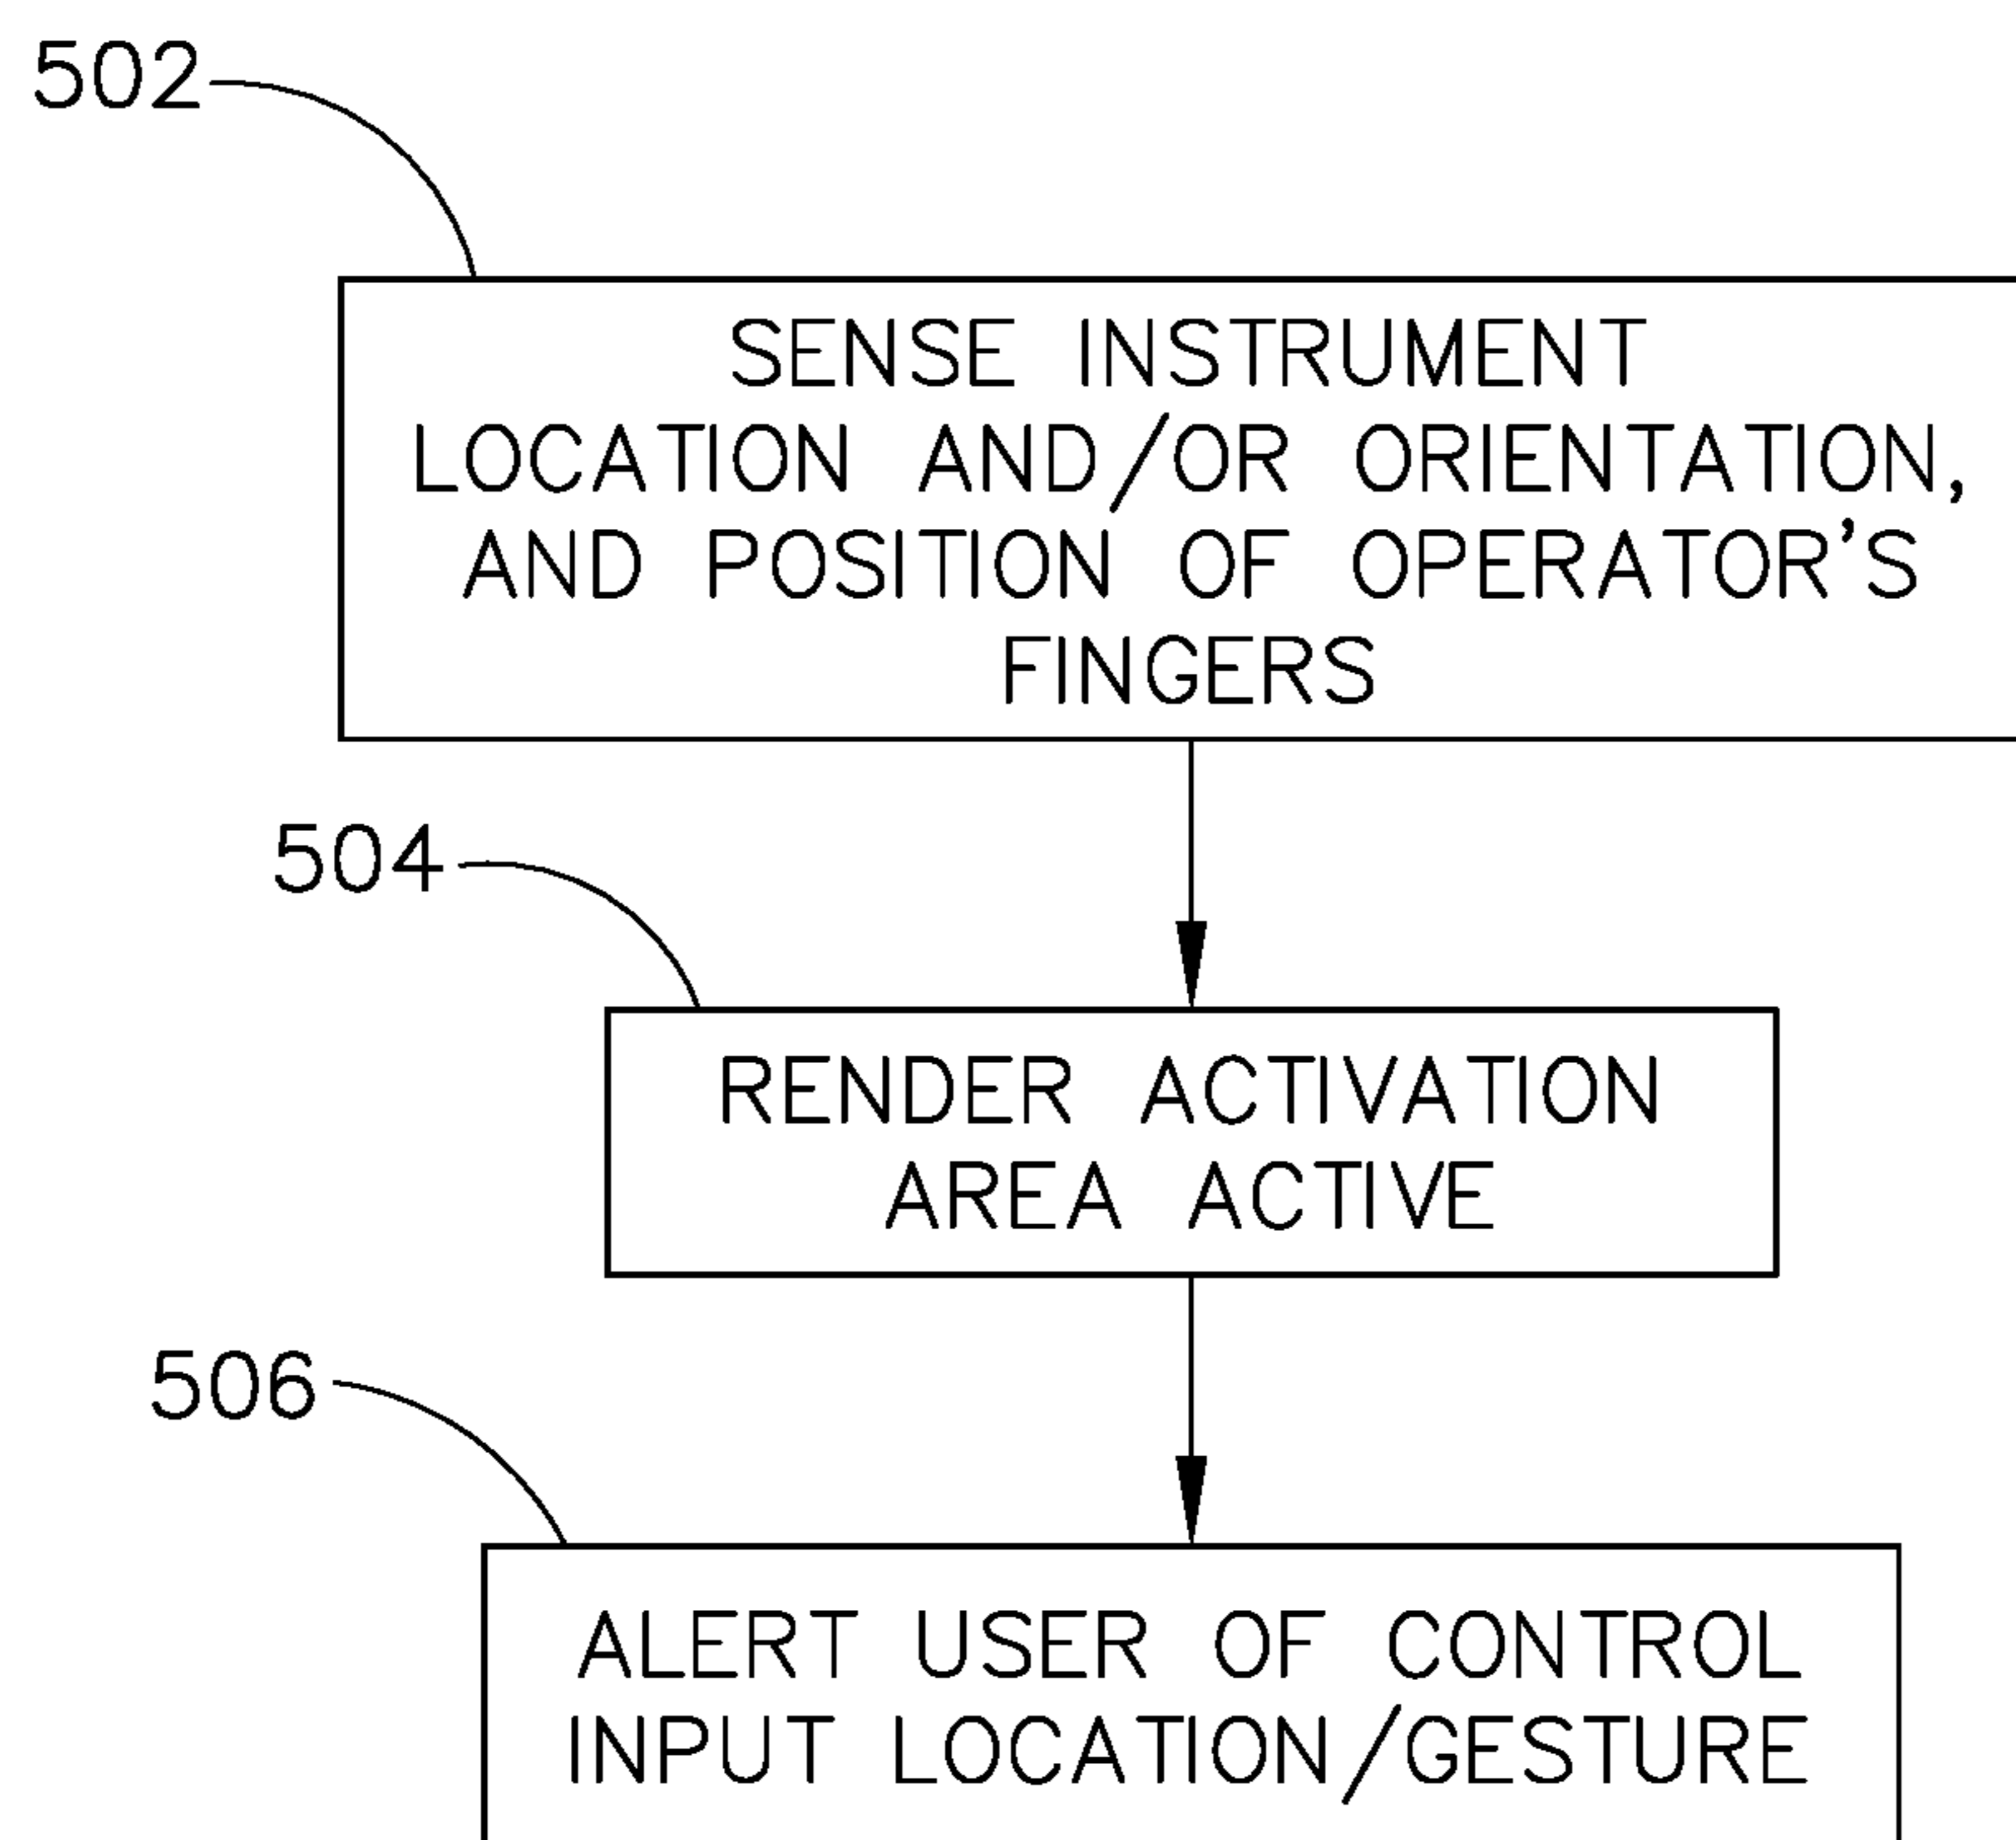 502
SENSE INSTRUMENT
LOCATION AND/OR ORIENTATION,
AND POSITION OF OPERATOR'S
FINGERS
504
RENDER ACTIVATION
AREA ACTIVE
506
ALERT USER OF CONTROL
INPUT LOCATION/GESTURE